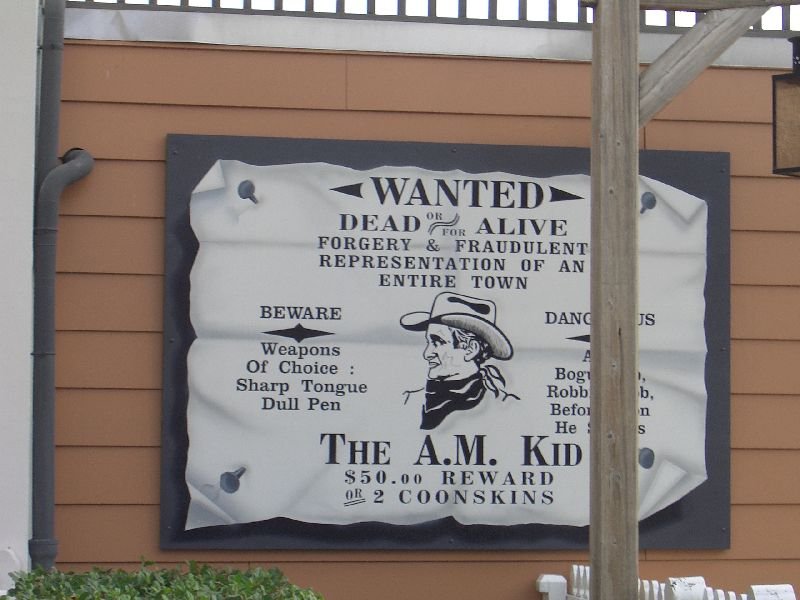 WANTED
DEAD OR FOR ALIVE
FORGERY & FRAUDULENT
REPRESENTATION OF AN
ENTIRE TOWN
BEWARE
Weapons
Of Choice :
Sharp Tongue
Dull Pen
He
THE A.M. KID
$50.00 REWARD
OR 2 COONSKINS